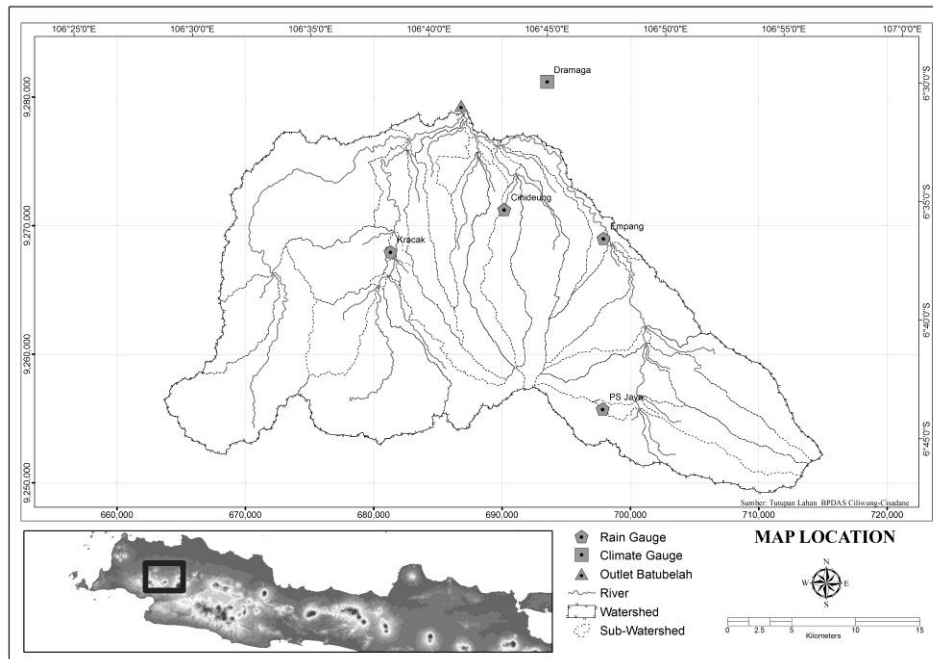 106°25'0"E 106°30'0"E 106°35'0"E 106°40'0"E 106°45'0"E 106°50'0"E 106°55'0"E 107°0'0"E
Dramaga
9.280,000
6°30'0"S
Cihideung
6°35'0"S
Empang
9.270,000
Kracak
6°40'0"S
9.260,000
PS Jaya
6°45'0"S
9.250,000
Sumber: Tutupan Lahan BPDAS Ciliwung-Cisadane
660,000 670,000 680,000 690,000 700,000 710,000 720,000
Rain Gauge
Climate Gauge
Outlet Batubelah
River
Watershed
Sub-Watershed
MAP LOCATION
N
W E
S
0 2.5 5 10 15
Kilometers